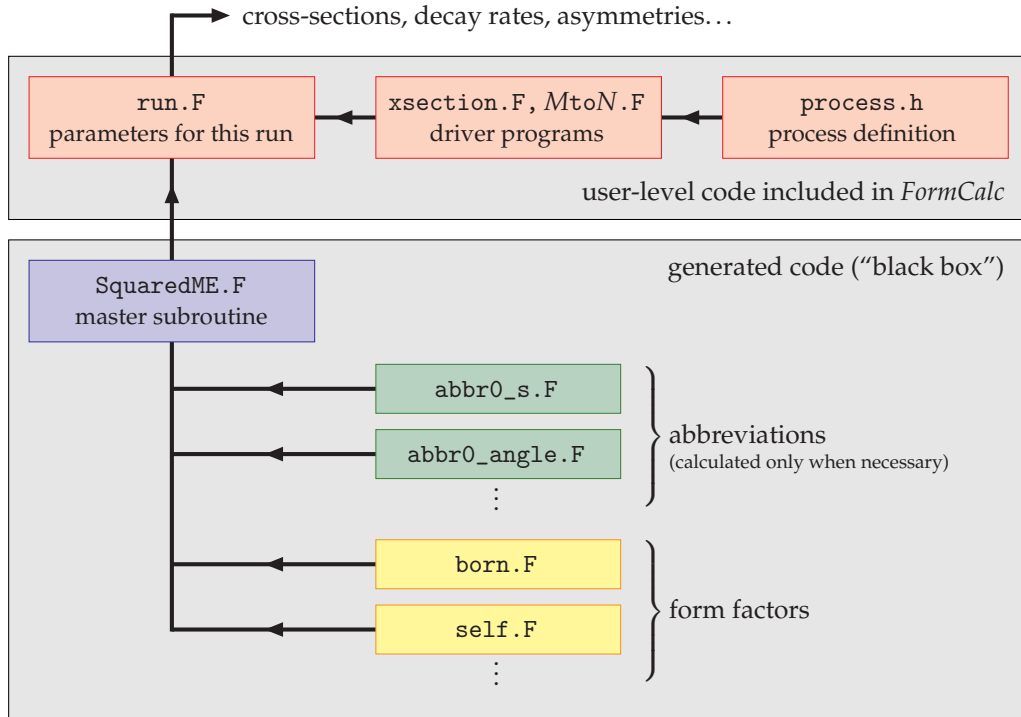 cross-sections, decay rates, asymmetries…
run.F
parameters for this run
xsection.F, MtoN.F
driver programs
process.h
process definition
user-level code included in FormCalc
generated code (“black box”)
SquaredME.F
master subroutine
abbr0_s.F
abbr0_angle.F
⋮
abbreviations
(calculated only when necessary)
born.F
self.F
⋮
form factors